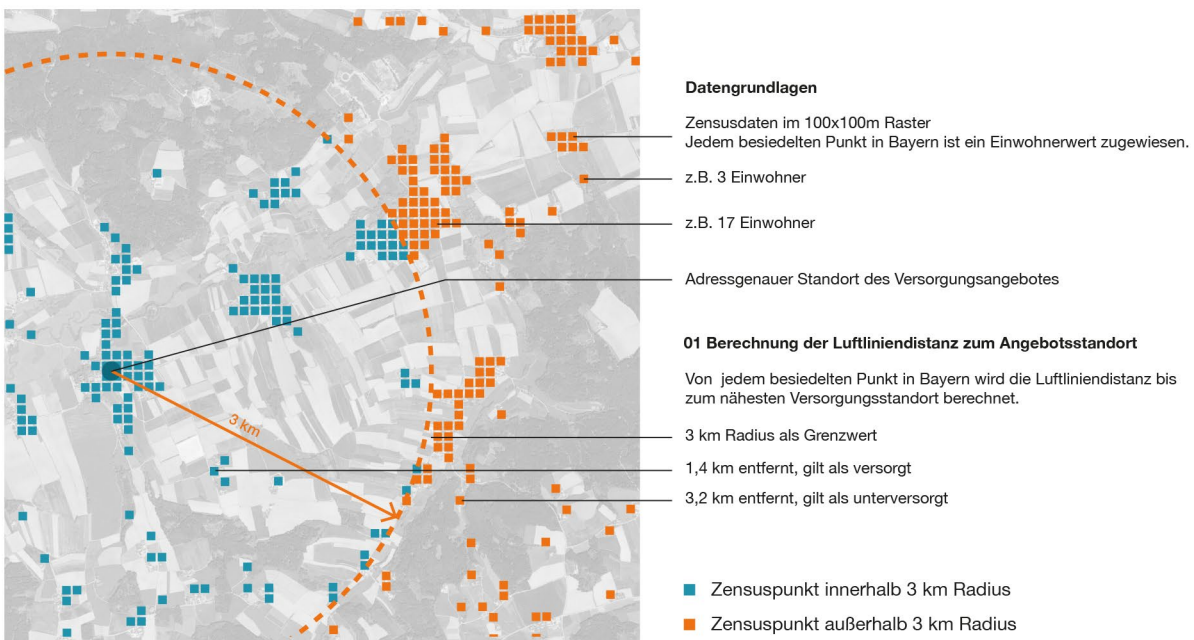 Datengrundlagen
Zensusdaten im 100x100m Raster
Jedem besiedelten Punkt in Bayern ist ein Einwohnerwert zugewiesen.
z.B. 3 Einwohner
z.B. 17 Einwohner
Adressgenauer Standort des Versorgungsangebotes
01 Berechnung der Luftliniendistanz zum Angebotsstandort
Von jedem besiedelten Punkt in Bayern wird die Luftliniendistanz bis
zum nähesten Versorgungsstandort berechnet.
3 km
3 km Radius als Grenzwert
1,4 km entfernt, gilt als versorgt
3,2 km entfernt, gilt als unterversorgt
Zensuspunkt innerhalb 3 km Radius
Zensuspunkt außerhalb 3 km Radius